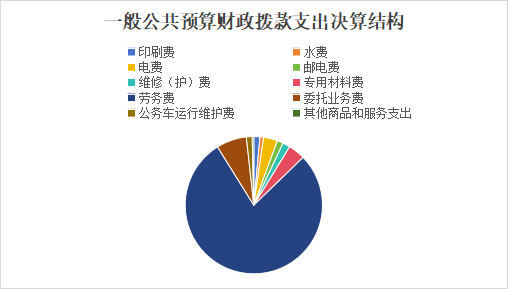 一般公共预算财政拨款支出决算结构
印刷费 水费
电费 邮电费
维修（护）费 专用材料费
劳务费 委托业务费
公务车运行维护费 其他商品和服务支出